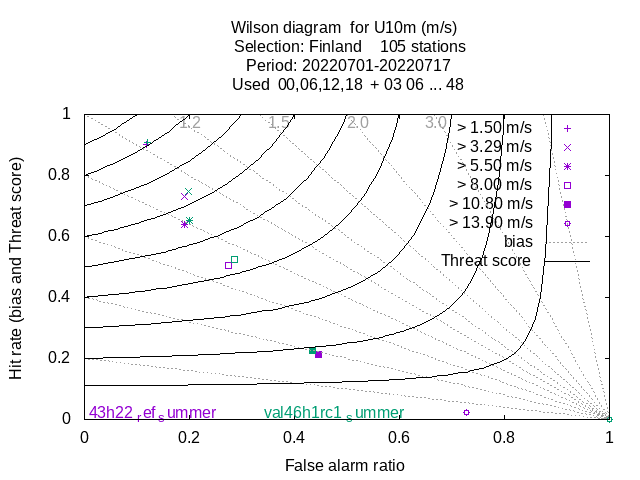 Wilson diagram for U10m (m/s)
Selection: Finland 105 stations
Period: 20220701-20220717
Used 00,06,12,18 + 03 06 ... 48
1.2 1.5 2.0 3.0
> 1.50 m/s
> 3.29 m/s
> 5.50 m/s
> 8.00 m/s
> 10.80 m/s
> 13.90 m/s
bias
Threat score
Hit rate (bias and Threat score)
1
0.8
0.6
0.4
0.2
0
43h22ref summer val46h1rc1summer
0 0.2 0.4 0.6 0.8 1
False alarm ratio